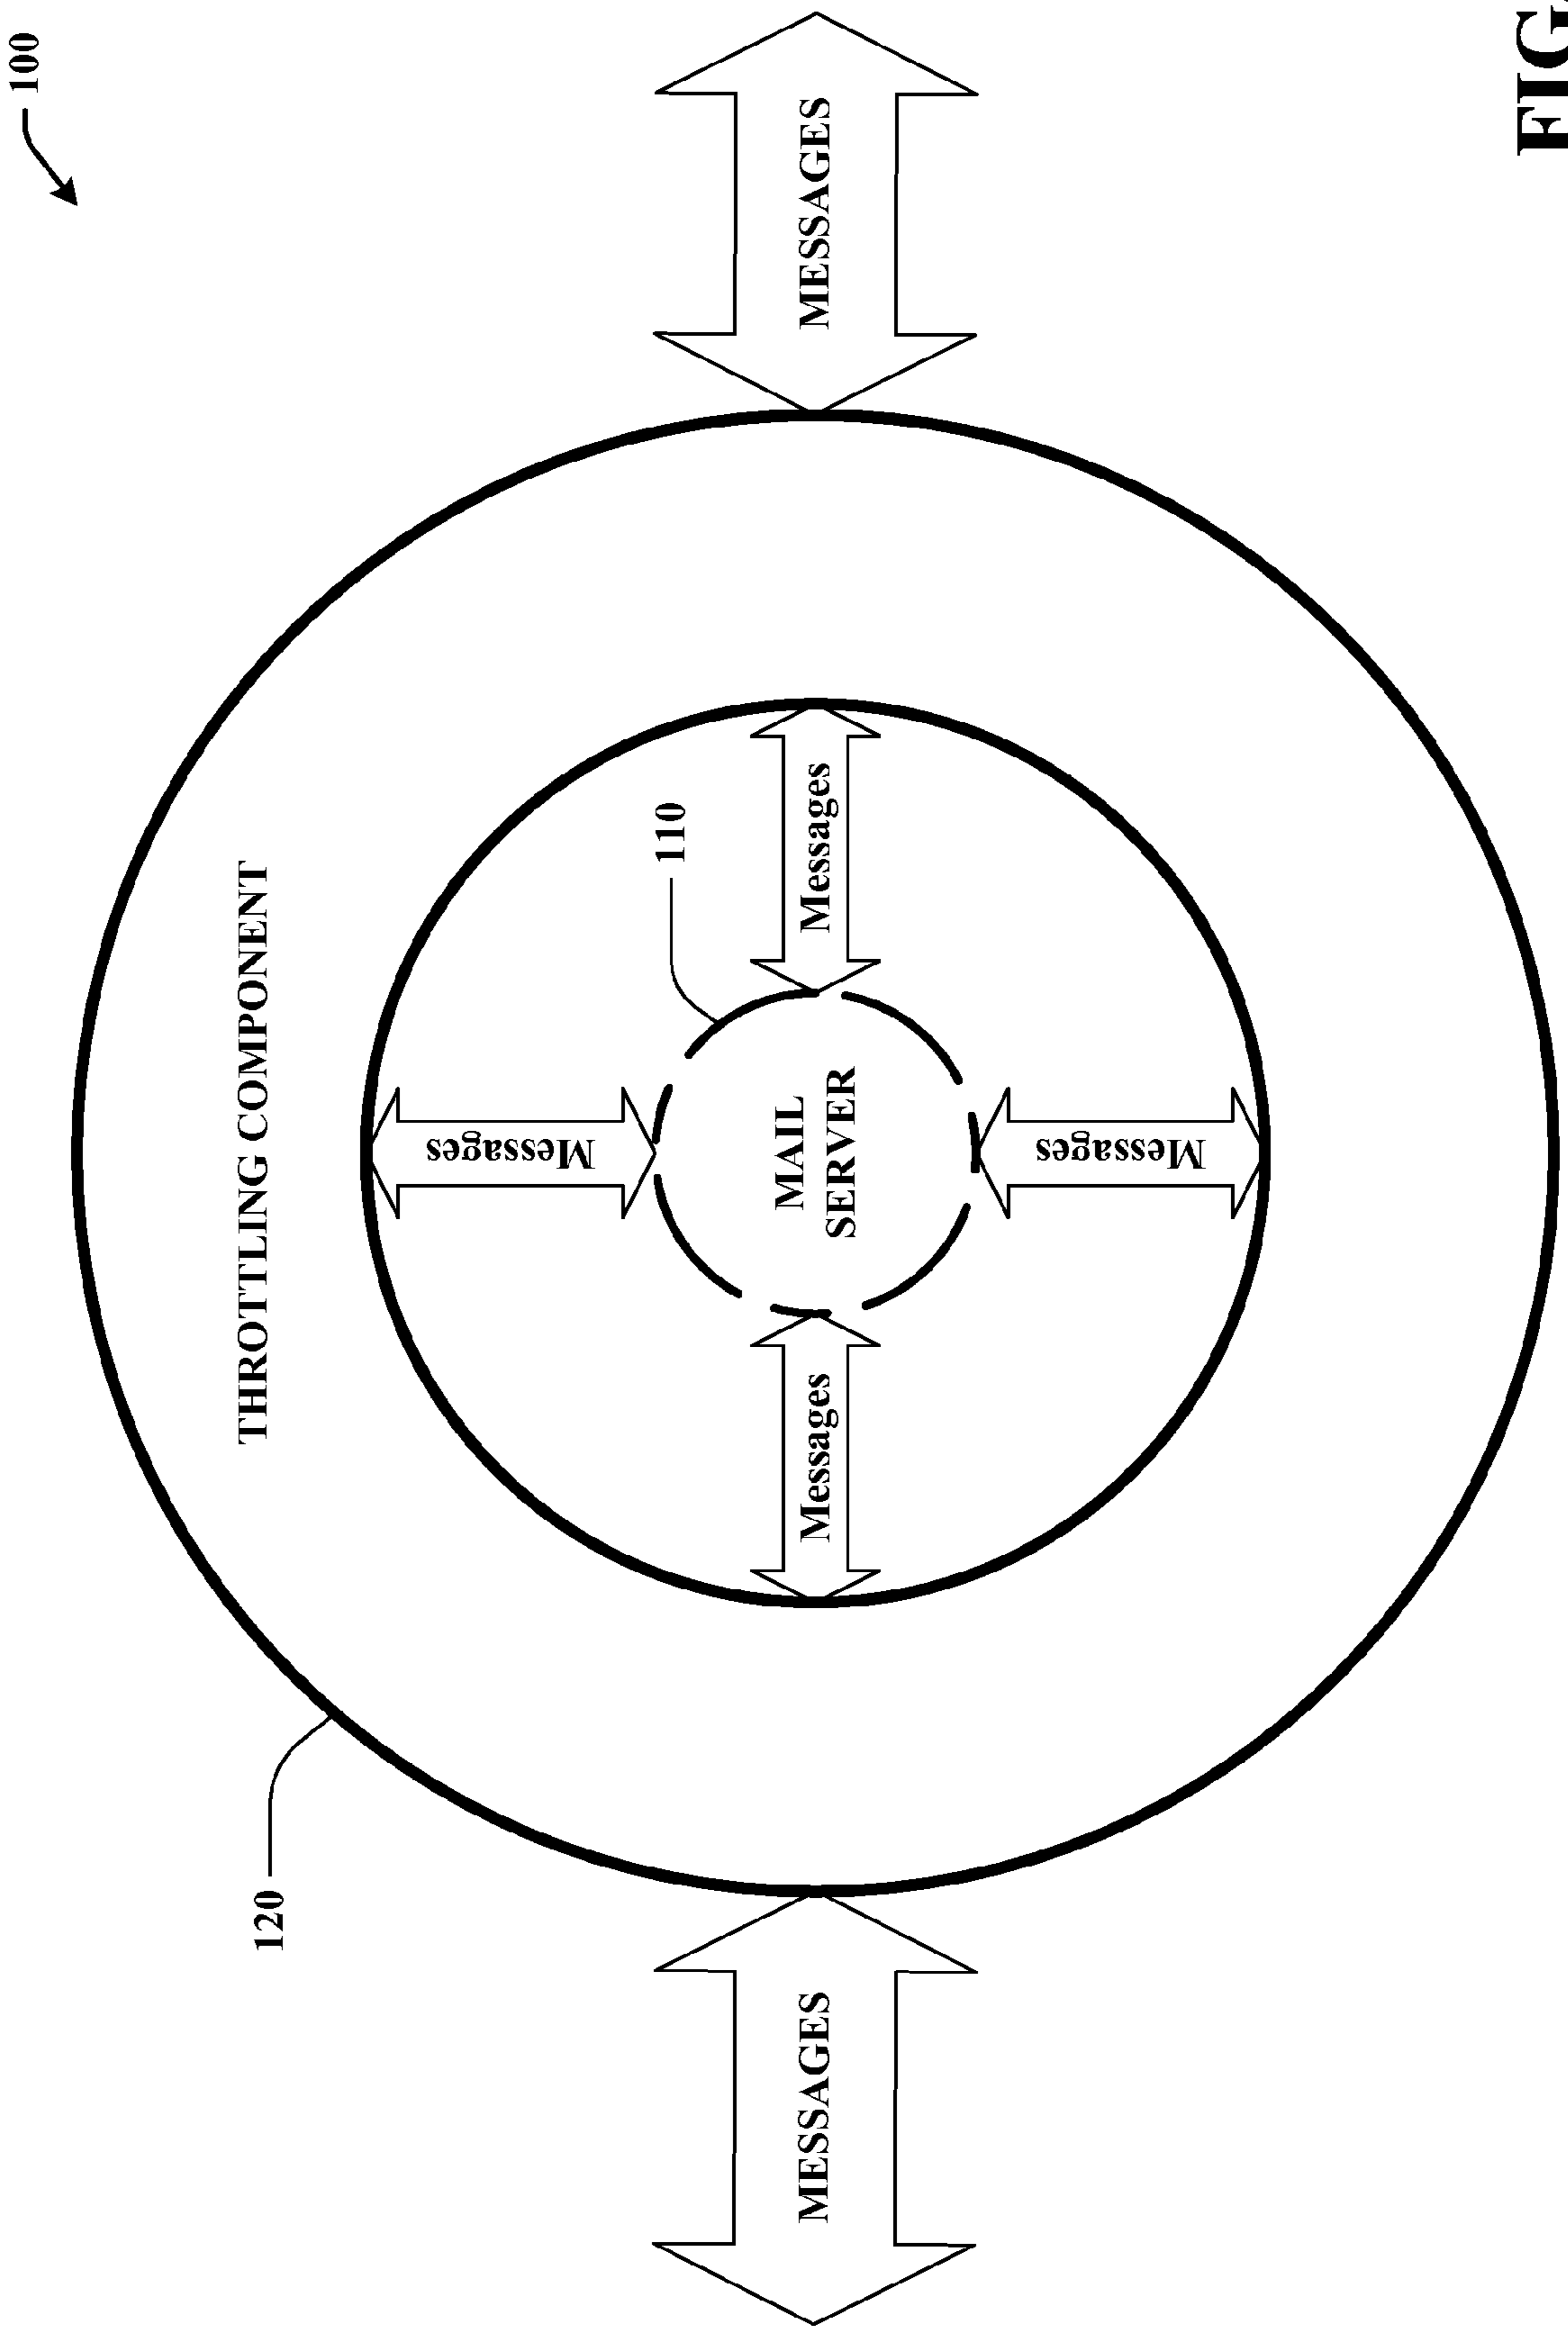 100
THROTTLING COMPONENT
120
110
MESSAGES
Messages
Messages
MAIL
SERVER
Messages
Messages
MESSAGES
FIG